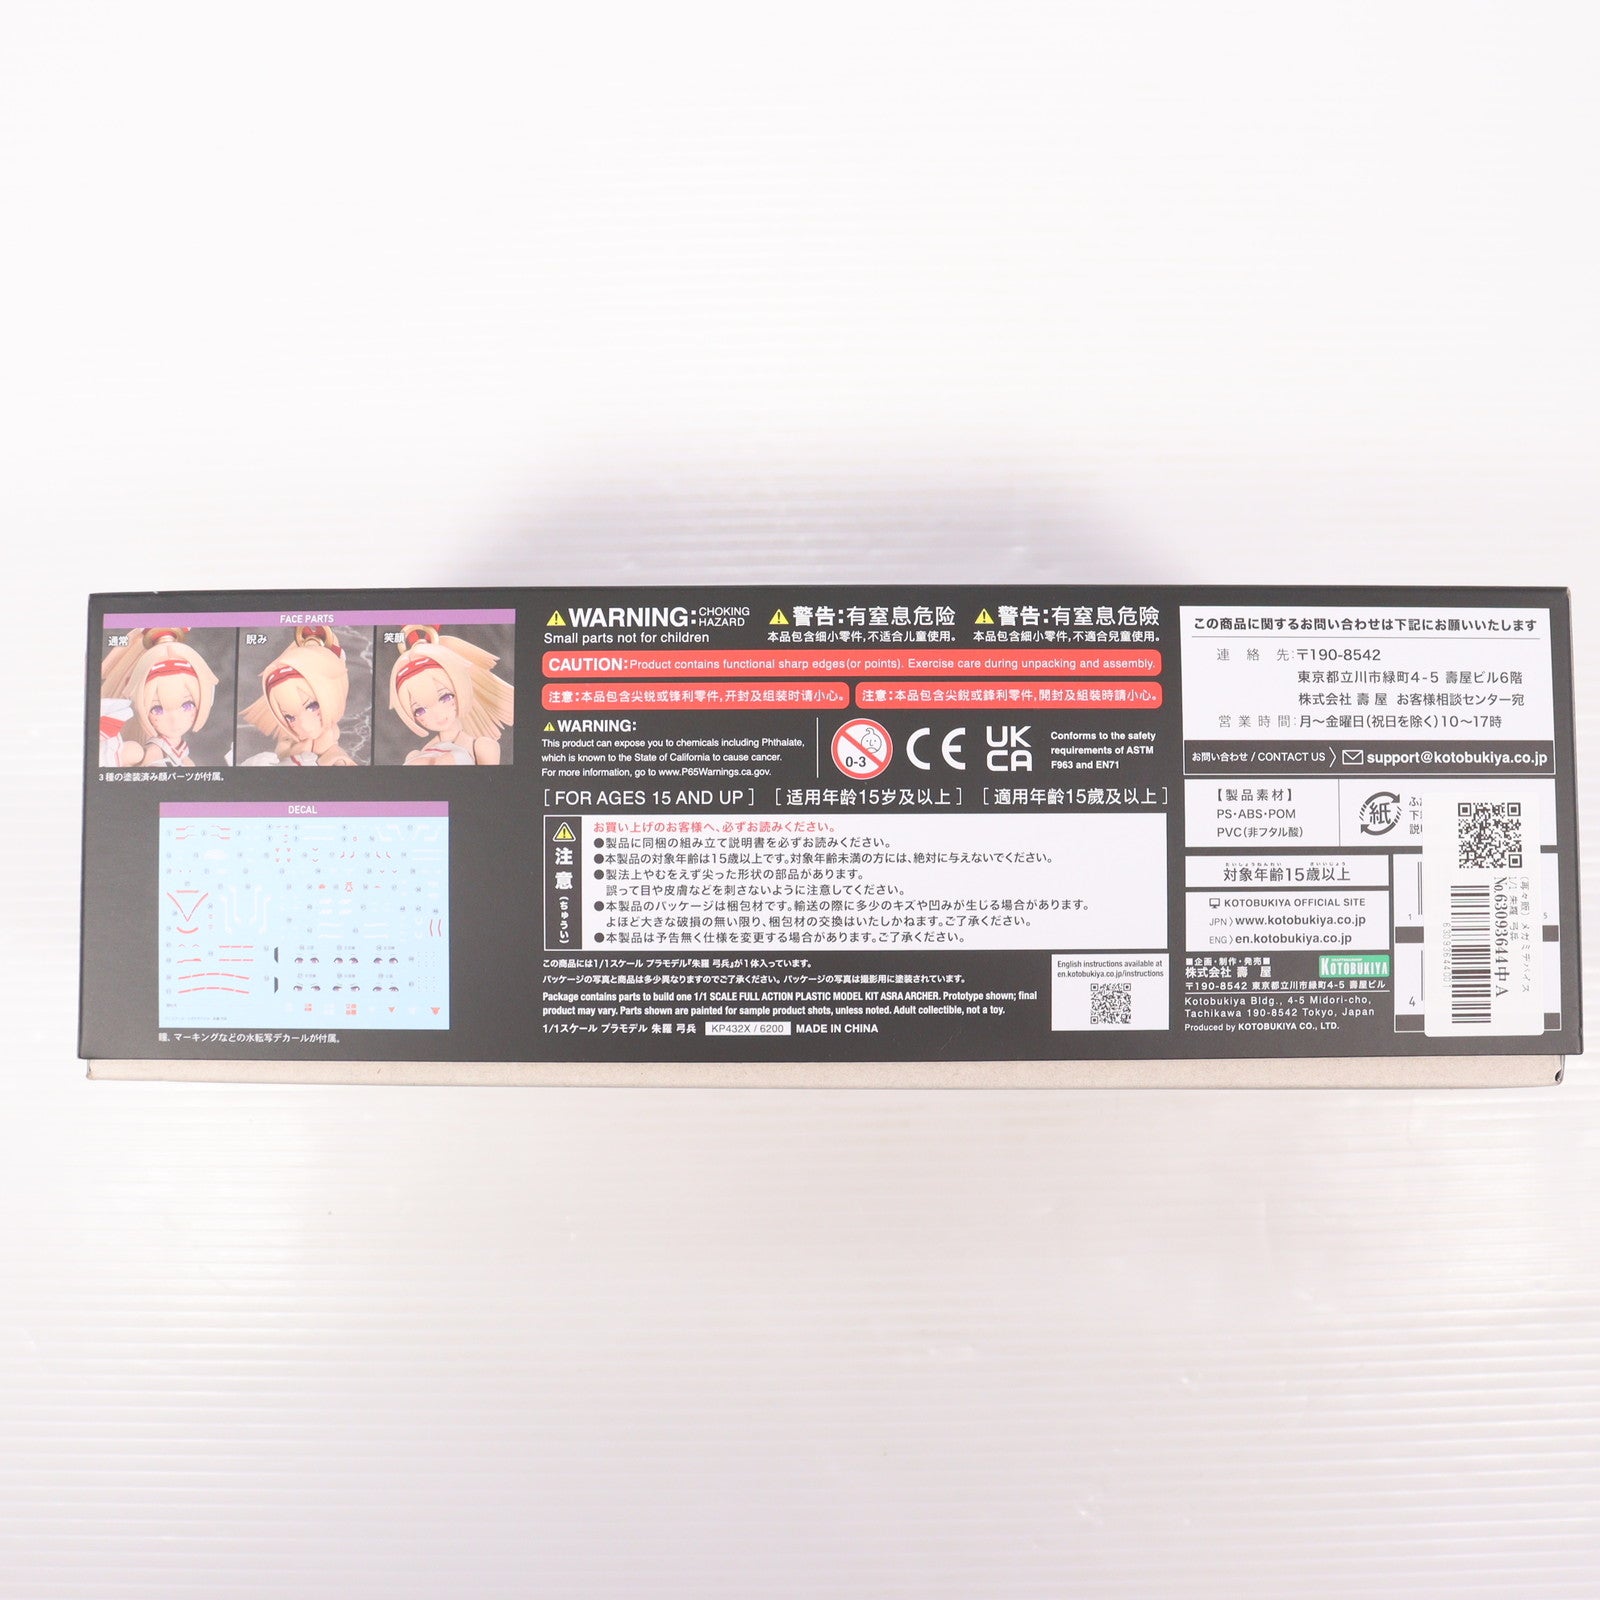 FACE PARTS
通常
睨み
笑顔
3種の塗装済み顔パーツが付属。
DECAL
瞳、マーキングなどの水転写デカールが付属。
WARNING: CHOKING HAZARD
Small parts not for children
警告:有窒息危险
本品包含细小零件,不适合儿童使用。
警告:有窒息危險
本品包含細小零件,不適合兒童使用。
CAUTION: Product contains functional sharp edges(or points). Exercise care during unpacking and assembly.
注意:本品包含尖锐或锋利零件,开封及组装时请小心。
注意:本品包含尖鋭或鋒利零件,開封及組裝時請小心。
WARNING:
This product can expose you to chemicals including Phthalate,
which is known to the State of California to cause cancer.
For more information, go to www.P65Warnings.ca.gov.
0-3
CE
UK
CA
Conforms to the safety
requirements of ASTM
F963 and EN71
[ FOR AGES 15 AND UP ] [ 适用年龄15岁及以上 ] [ 適用年齡15歲及以上 ]
注意(ちゅうい)
お買い上げのお客様へ、必ずお読みください。
●製品に同梱の組み立て説明書を必ずお読みください。
●本製品の対象年齢は15歳以上です。対象年齢未満の方には、絶対に与えないでください。
●製法上やむをえず尖った形状の部品があります。
誤って目や皮膚などを刺さないように注意してください。
●本製品のパッケージは梱包材です。輸送の際に多少のキズや凹みが生じる場合があります。
よほど大きな破損の無い限り、梱包材の交換はいたしかねます。ご了承ください。
●本製品は予告無く仕様を変更する場合があります。ご了承ください。
この商品には1/1スケール プラモデル『朱羅 弓兵』が1体入っています。
パッケージの写真と商品は多少異なりますのでご了承ください。パッケージの写真は撮影用に塗装されています。
Package contains parts to build one 1/1 SCALE FULL ACTION PLASTIC MODEL KIT ASRA ARCHER. Prototype shown; final
product may vary. Parts shown are painted for sample product shots, unless noted. Adult collectible, not a toy.
1/1スケール プラモデル 朱羅 弓兵 KP432X / 6200 MADE IN CHINA
English instructions available at
en.kotobukiya.co.jp/instructions
この商品に関するお問い合わせは下記にお願いいたします
連絡先:〒190-8542
東京都立川市緑町4-5 壽屋ビル6階
株式会社 壽 屋 お客様相談センター宛
営業時間:月~金曜日(祝日を除く)10~17時
お問い合わせ / CONTACT US support@kotobukiya.co.jp
【製品素材】
PS・ABS・POM
PVC(非フタル酸)
紙
対象年齢15歳以上
たいしょうねんれい さいいじょう
KOTOBUKIYA OFFICIAL SITE
JPN www.kotobukiya.co.jp
ENG en.kotobukiya.co.jp
■企画・制作・発売■
株式会社 壽 屋
KOTOBUKIYA
〒190-8542 東京都立川市緑町4-5 壽屋ビル
Kotobukiya Bldg., 4-5 Midori-cho,
Tachikawa 190-8542 Tokyo, Japan
Produced by KOTOBUKIYA CO., LTD.
1
4
5
メガミデバイス
1/1 朱羅 弓兵
No.63093644中A